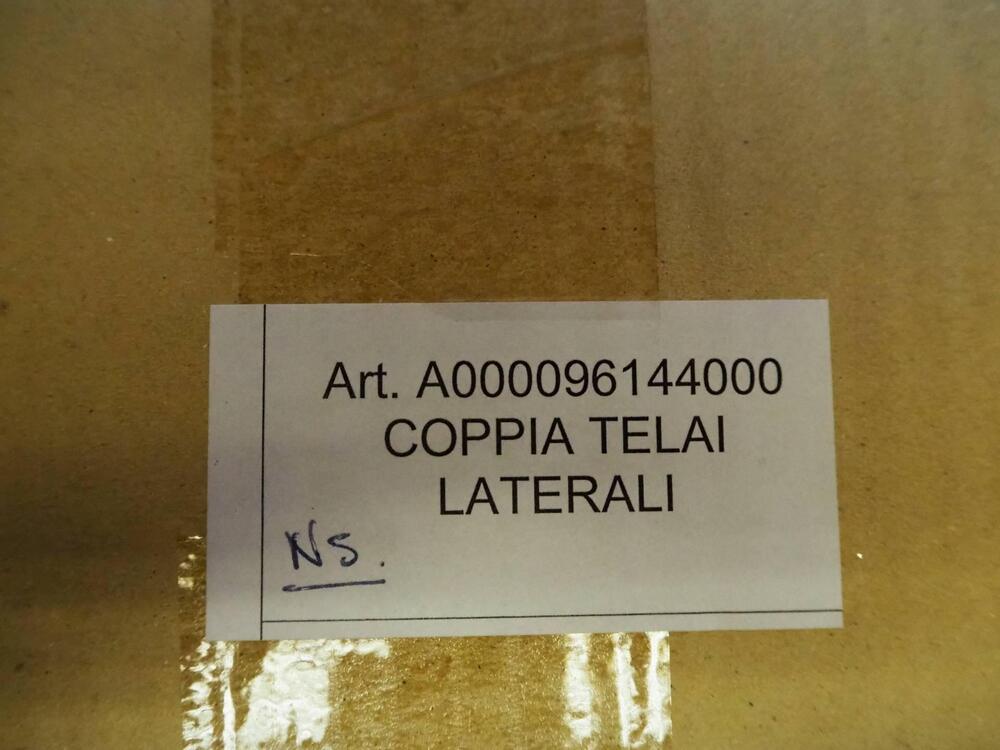 Art. A000096144000
COPPIA TELAI
LATERALI
NS.